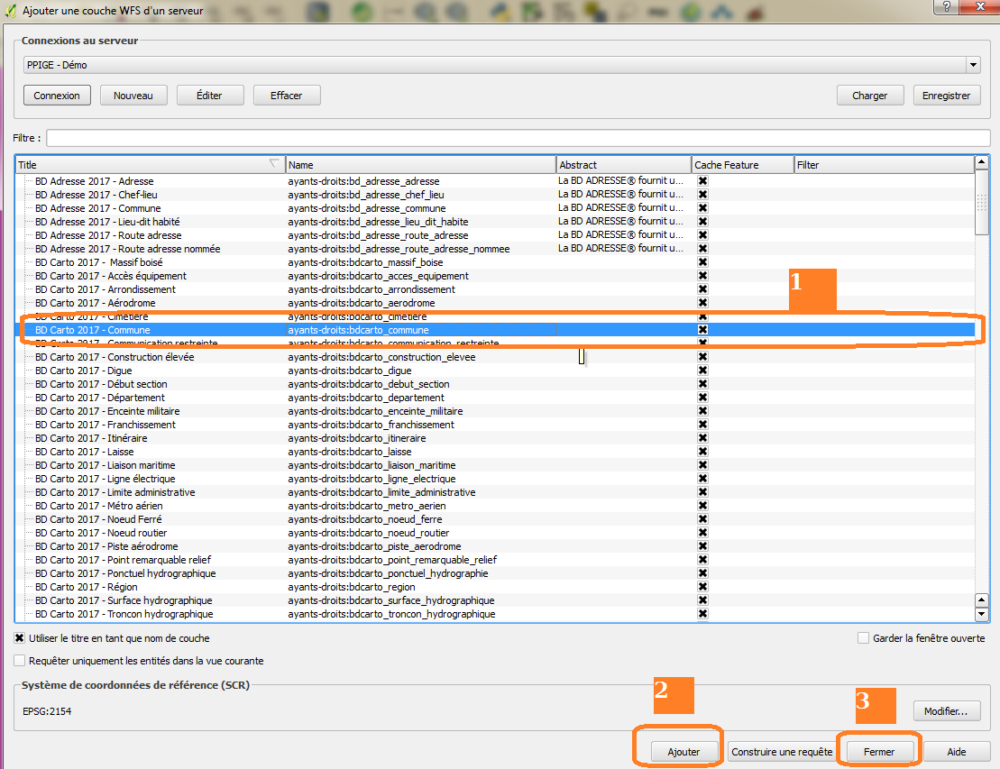 Ajouter une couche WFS d'un serveur
Connexions au serveur
PPIGE - Démo
Connexion Nouveau Éditer Effacer Charger Enregistrer
Filtre :
Title Name Abstract Cache Feature Filter
BD Adresse 2017 - Adresse ayants-droits:bd_adresse_adresse La BD ADRESSE® fournit u...
BD Adresse 2017 - Chef-lieu ayants-droits:bd_adresse_chef_lieu La BD ADRESSE® fournit u...
BD Adresse 2017 - Commune ayants-droits:bd_adresse_commune La BD ADRESSE® fournit u...
BD Adresse 2017 - Lieu-dit habité ayants-droits:bd_adresse_lieu_dit_habite La BD ADRESSE® fournit u...
BD Adresse 2017 - Route adresse ayants-droits:bd_adresse_route_adresse La BD ADRESSE® fournit u...
BD Adresse 2017 - Route adresse nommée ayants-droits:bd_adresse_route_adresse_nommee La BD ADRESSE® fournit u...
BD Carto 2017 - Massif boisé ayants-droits:bdcarto_massif_boise
BD Carto 2017 - Accès équipement ayants-droits:bdcarto_acces_equipement
BD Carto 2017 - Arrondissement ayants-droits:bdcarto_arrondissement
1
BD Carto 2017 - Aérodrome ayants-droits:bdcarto_aerodrome
BD Carto 2017 - Cimetière ayants-droits:bdcarto_cimetiere
BD Carto 2017 - Commune ayants-droits:bdcarto_commune
BD Carto 2017 - Communication restreinte ayants-droits:bdcarto_communication_restreinte
BD Carto 2017 - Construction élevée ayants-droits:bdcarto_construction_elevee
BD Carto 2017 - Digue ayants-droits:bdcarto_digue
BD Carto 2017 - Début section ayants-droits:bdcarto_debut_section
BD Carto 2017 - Département ayants-droits:bdcarto_departement
BD Carto 2017 - Enceinte militaire ayants-droits:bdcarto_enceinte_militaire
BD Carto 2017 - Franchissement ayants-droits:bdcarto_franchissement
BD Carto 2017 - Itinéraire ayants-droits:bdcarto_itineraire
BD Carto 2017 - Laisse ayants-droits:bdcarto_laisse
BD Carto 2017 - Liaison maritime ayants-droits:bdcarto_liaison_maritime
BD Carto 2017 - Ligne électrique ayants-droits:bdcarto_ligne_electrique
BD Carto 2017 - Limite administrative ayants-droits:bdcarto_limite_administrative
BD Carto 2017 - Métro aérien ayants-droits:bdcarto_metro_aerien
BD Carto 2017 - Noeud Ferré ayants-droits:bdcarto_noeud_ferre
BD Carto 2017 - Noeud routier ayants-droits:bdcarto_noeud_routier
BD Carto 2017 - Piste aérodrome ayants-droits:bdcarto_piste_aerodrome
BD Carto 2017 - Point remarquable relief ayants-droits:bdcarto_point_remarquable_relief
BD Carto 2017 - Ponctuel hydrographique ayants-droits:bdcarto_ponctuel_hydrographie
BD Carto 2017 - Région ayants-droits:bdcarto_region
BD Carto 2017 - Surface hydrographique ayants-droits:bdcarto_surface_hydrographique
BD Carto 2017 - Troncon hydrographique ayants-droits:bdcarto_troncon_hydrographique
Utiliser le titre en tant que nom de couche Garder la fenêtre ouverte
Requêter uniquement les entités dans la vue courante
Système de coordonnées de référence (SCR)
2 3
EPSG:2154 Modifier...
Ajouter Construire une requête Fermer Aide